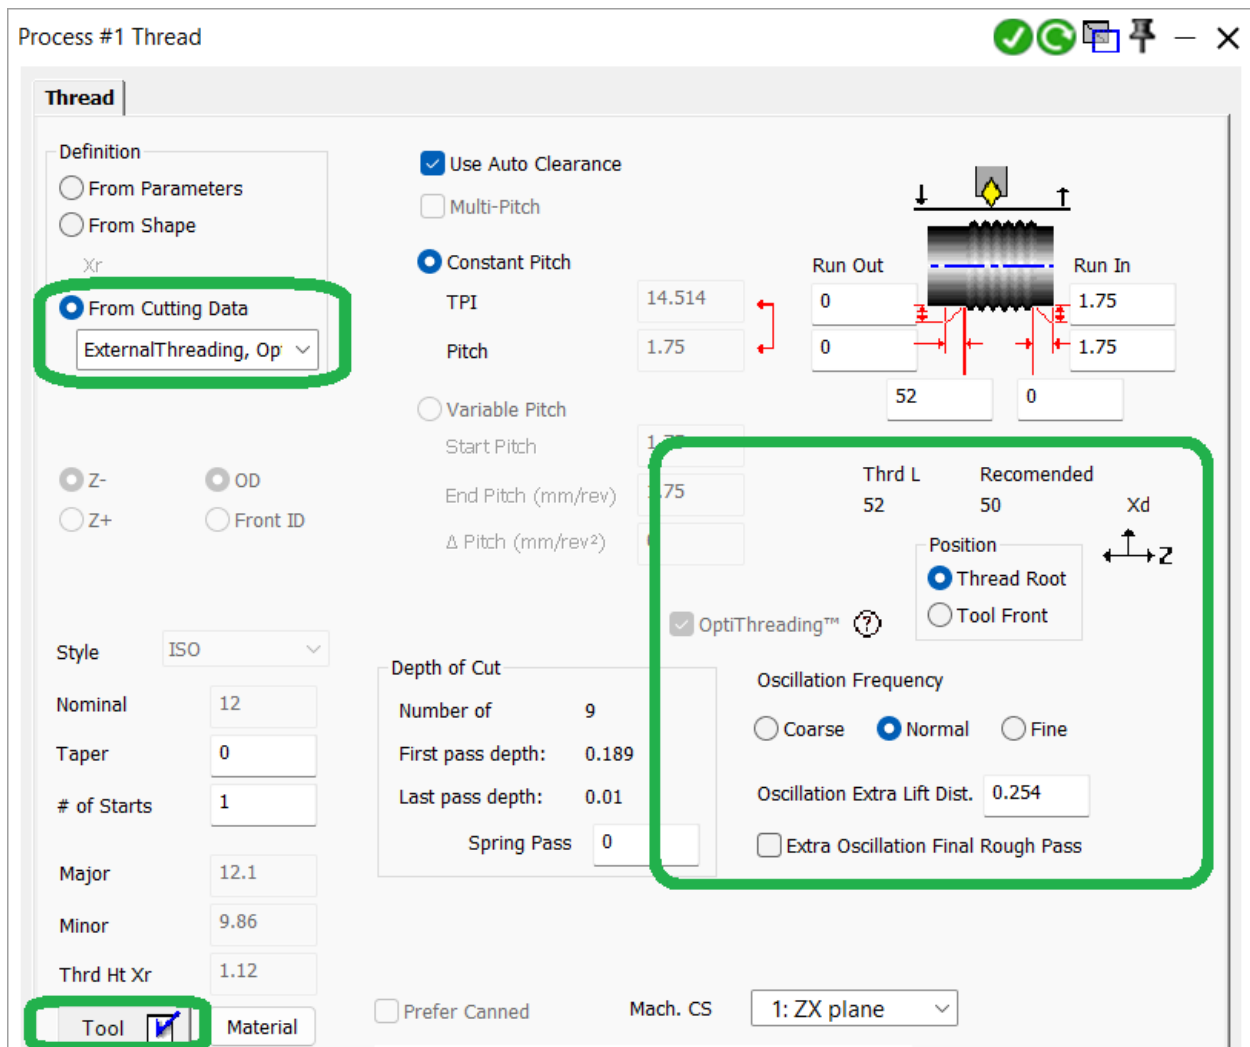 Process #1 Thread
Thread
Definition
From Parameters
From Shape
Xr
From Cutting Data
ExternalThreading, Op
Z-
OD
Z+
Front ID
Style
ISO
Nominal
12
Taper
0
# of Starts
1
Major
12.1
Minor
9.86
Thrd Ht Xr
1.12
Tool
Material
Use Auto Clearance
Multi-Pitch
Constant Pitch
TPI
14.514
Pitch
1.75
Variable Pitch
Start Pitch
End Pitch (mm/rev)
Δ Pitch (mm/rev²)
Run Out
Run In
0
1.75
0
1.75
52
0
Thrd L
Recomended
52
50
Xd
Z
Position
Thread Root
Tool Front
OptiThreading™ ?
Depth of Cut
Number of
9
First pass depth:
0.189
Last pass depth:
0.01
Spring Pass
0
Oscillation Frequency
Coarse
Normal
Fine
Oscillation Extra Lift Dist.
0.254
Extra Oscillation Final Rough Pass
Prefer Canned
Mach. CS
1: ZX plane